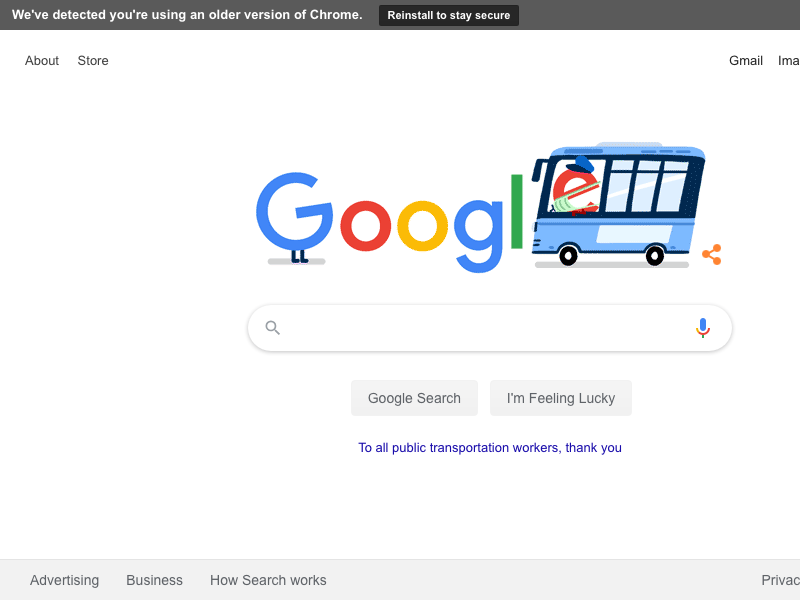 We've detected you're using an older version of Chrome. Reinstall to stay secure
About Store Gmail Ima
Google
Google Search I'm Feeling Lucky
To all public transportation workers, thank you
Advertising Business How Search works Privac